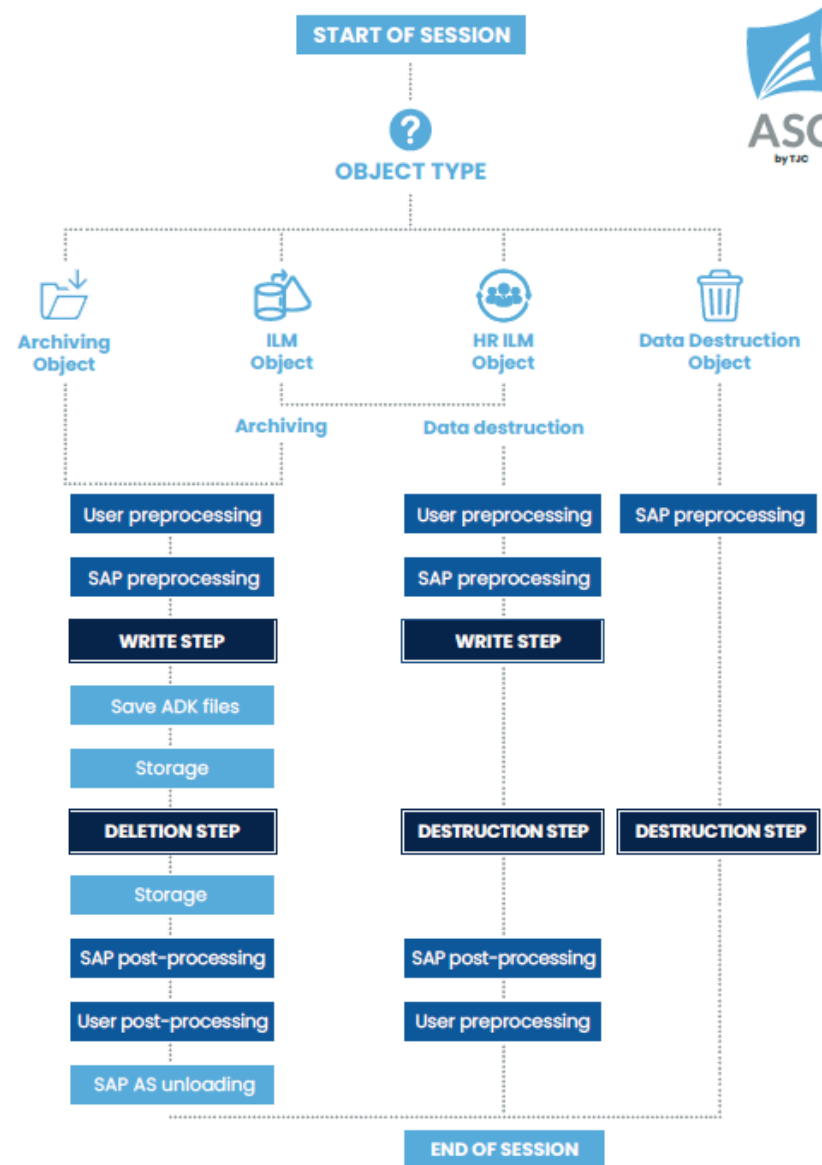 START OF SESSION
ASC
by TJC
?
OBJECT TYPE
Archiving
Object
ILM
Object
HR ILM
Object
Data Destruction
Object
Archiving
Data destruction
User preprocessing
User preprocessing
SAP preprocessing
SAP preprocessing
SAP preprocessing
WRITE STEP
WRITE STEP
Save ADK files
Storage
DELETION STEP
DESTRUCTION STEP
DESTRUCTION STEP
Storage
SAP post-processing
SAP post-processing
User post-processing
User preprocessing
SAP AS unloading
END OF SESSION